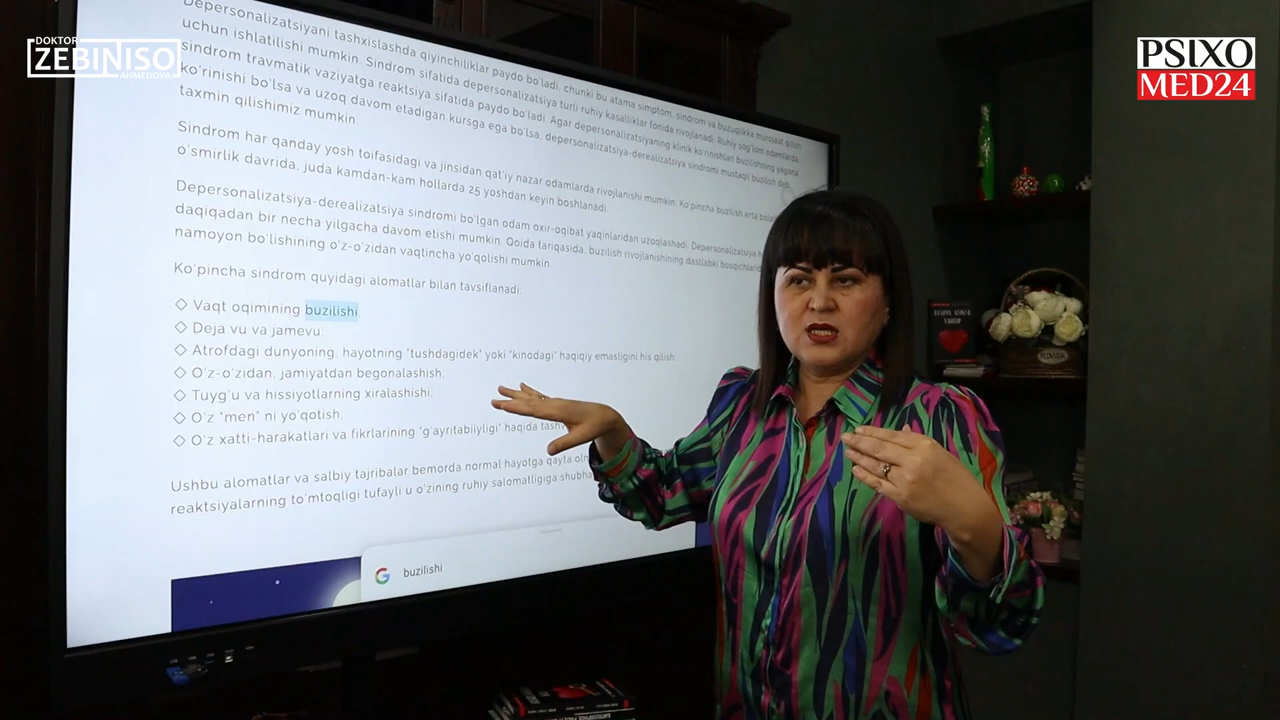 DOKTOR
ZEBINISO
AHMEDOVA
PSIXO
MED24
Depersonalizatsiyani tashxislashda qiyinchiliklar paydo bo'ladi, chunki bu atama simptom, sindrom va buzuqlikka murojaat qilish
uchun ishlatilishi mumkin. Sindrom sifatida depersonalizatsiya turli ruhiy kasalliklar fonida rivojlanadi. Ruhiy sog'lom odamlarda
sindrom travmatik vaziyatga reaktsiya sifatida paydo bo'ladi. Agar depersonalizatsiyaning klinik ko'rinishlari buzilishning yagona
ko'rinishi bo'lsa va uzoq davom etadigan kursga ega bo'lsa, depersonalizatsiya-derealizatsiya sindromi mustaqil buzilish deb
taxmin qilishimiz mumkin.
Sindrom har qanday yosh toifasidagi va jinsidan qat'iy nazar odamlarda rivojlanishi mumkin. Ko'pincha buzilish erta
o'smirlik davrida, juda kamdan-kam hollarda 25 yoshdan keyin boshlanadi.
Depersonalizatsiya-derealizatsiya sindromi bo'lgan odam oxir-oqibat yaqinlaridan uzoqlashadi. Depersonalizatsiya
daqiqadan bir necha yilgacha davom etishi mumkin. Qoida tariqasida, buzilish rivojlanishining dastlabki
namoyon bo'lishining o'z-o'zidan vaqtincha yo'qolishi mumkin.
Ko'pincha sindrom quyidagi alomatlar bilan tavsiflanadi:
◇ Vaqt oqimining buzilishi;
◇ Deja vu va jamevu;
◇ Atrofdagi dunyoning, hayotning "tushdagidek" yoki "kinodagi" haqiqiy emasligini his qilish;
◇ O'z-o'zidan, jamiyatdan begonalashish;
◇ Tuyg'u va hissiyotlarning xiralashishi;
◇ O'z "men" ni yo'qotish;
◇ O'z xatti-harakatlari va fikrlarining "g'ayritabiiyligi" haqida
Ushbu alomatlar va salbiy tajribalar bemorda normal hayotga qayta
reaktsiyalarning to'mtoqligi tufayli u o'zining ruhiy salomatligiga
G buzilishi
FLOWER